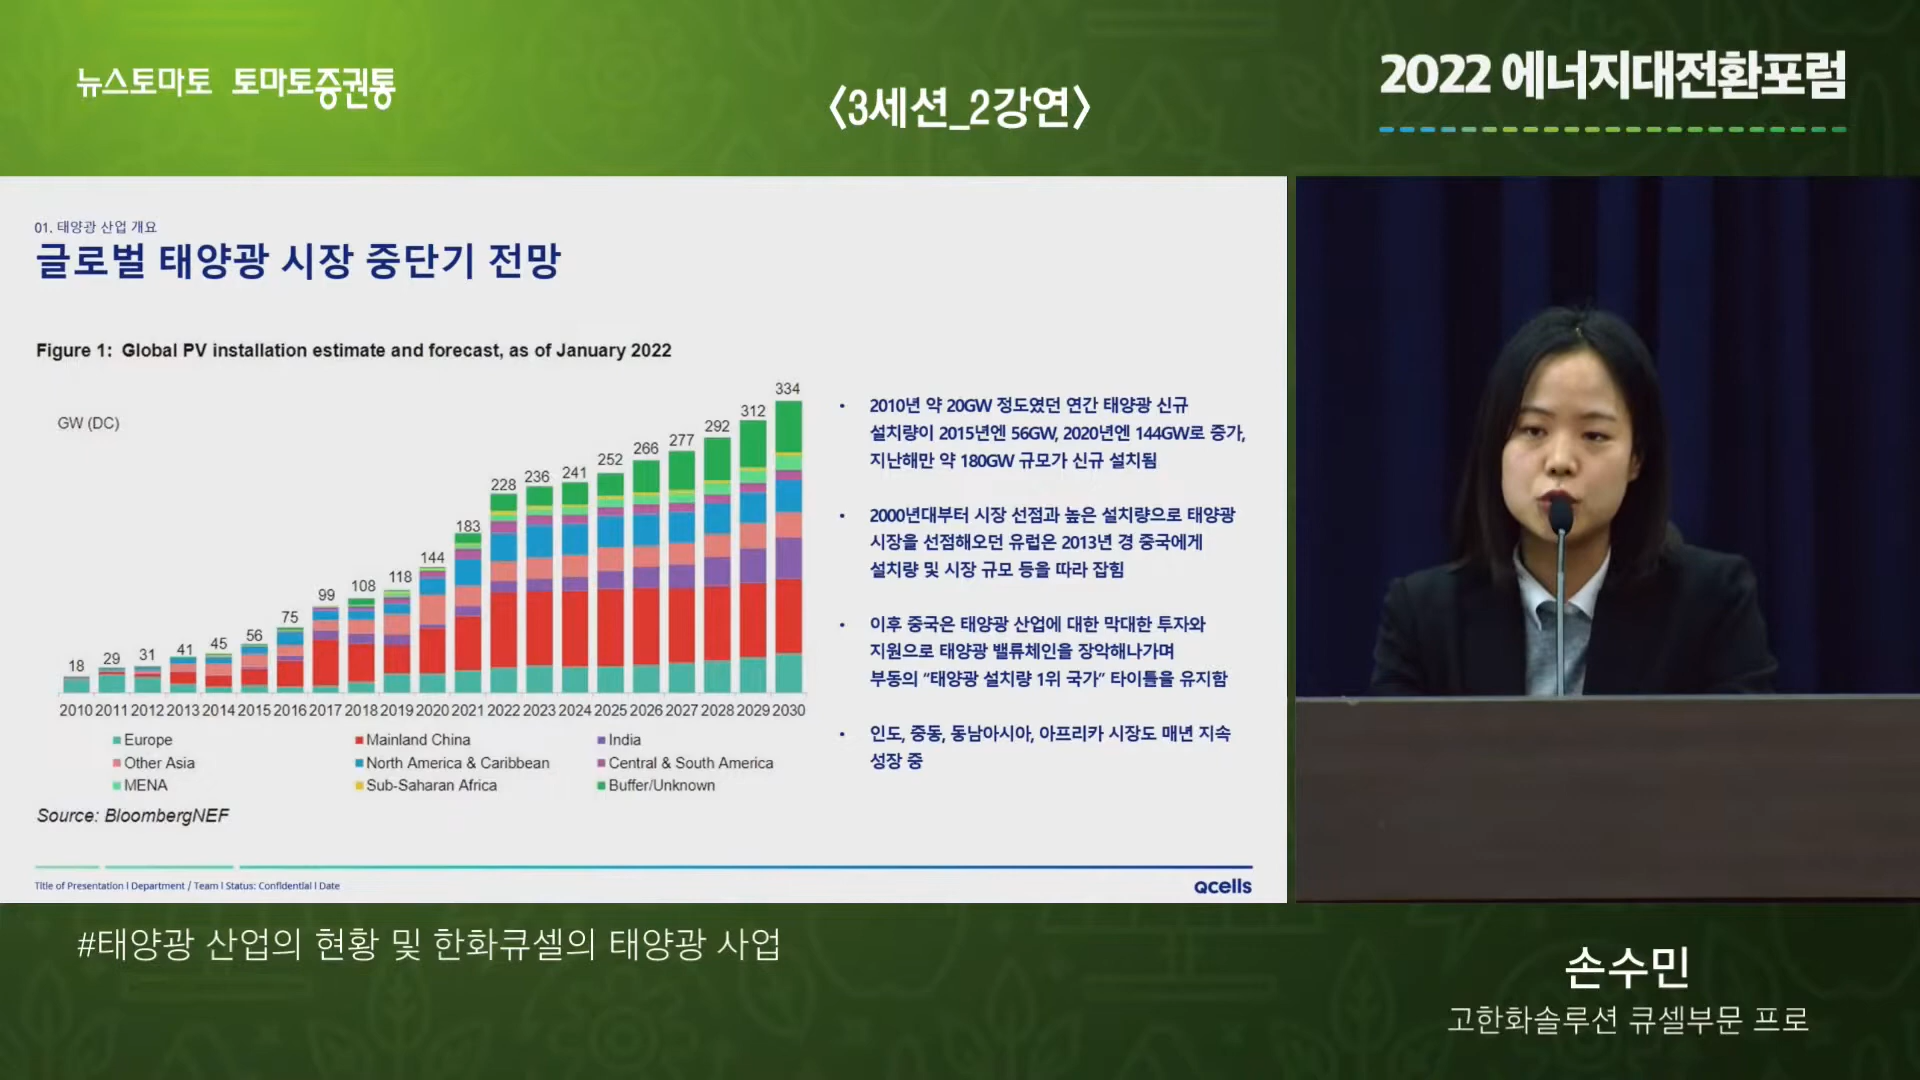 뉴스토마토 토마토증권통
<3세션_2강연>
2022 에너지대전환포럼
01. 태양광 산업 개요
글로벌 태양광 시장 중단기 전망
Figure 1: Global PV installation estimate and forecast, as of January 2022
GW (DC)
18 29 31 41 45 56 75 99 108 118 144 183 228 236 241 252 266 277 292 312 334
2010 2011 2012 2013 2014 2015 2016 2017 2018 2019 2020 2021 2022 2023 2024 2025 2026 2027 2028 2029 2030
Europe Mainland China India
Other Asia North America & Caribbean Central & South America
MENA Sub-Saharan Africa Buffer/Unknown
Source: BloombergNEF
• 2010년 약 20GW 정도였던 연간 태양광 신규
설치량이 2015년엔 56GW, 2020년엔 144GW로 증가,
지난해만 약 180GW 규모가 신규 설치됨
• 2000년대부터 시장 선점과 높은 설치량으로 태양광
시장을 선점해오던 유럽은 2013년 경 중국에게
설치량 및 시장 규모 등을 따라 잡힘
• 이후 중국은 태양광 산업에 대한 막대한 투자와
지원으로 태양광 밸류체인을 장악해나가며
부동의 “태양광 설치량 1위 국가” 타이틀을 유지함
• 인도, 중동, 동남아시아, 아프리카 시장도 매년 지속
성장 중
Title of Presentation l Department / Team l Status: Confidential l Date
Qcells
#태양광 산업의 현황 및 한화큐셀의 태양광 사업
손수민
고한화솔루션 큐셀부문 프로